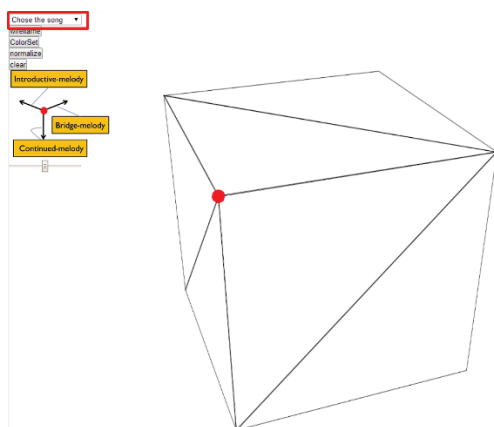 Chose the song
wireframe
ColorSet
normalize
clear
Introductive-melody
Bridge-melody
Continued-melody